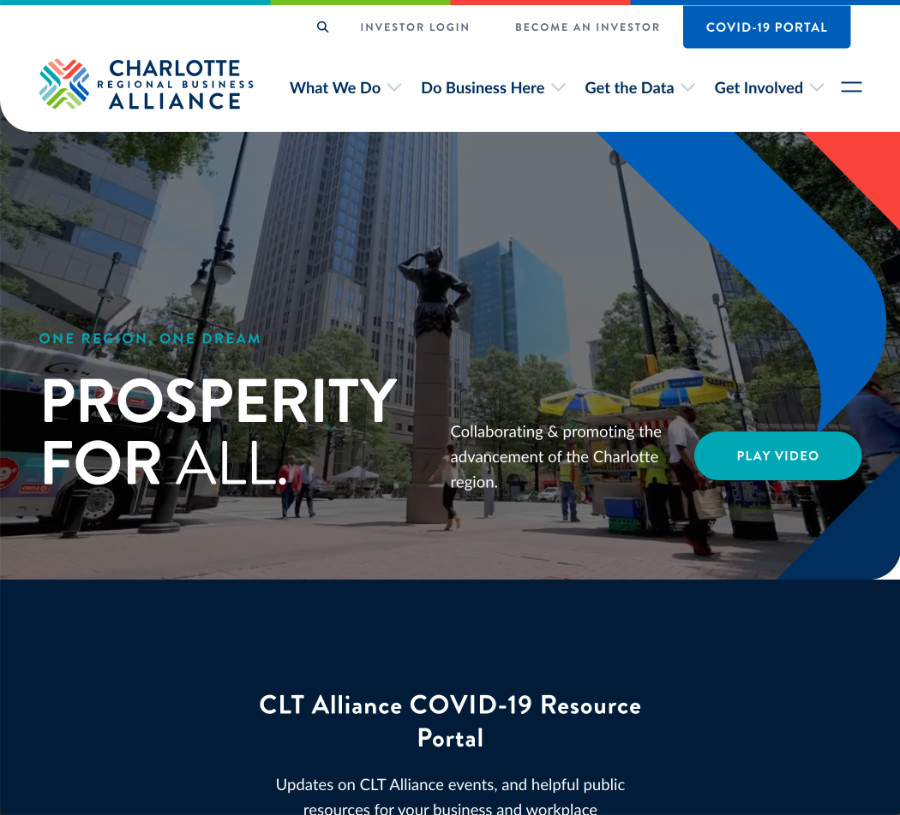 INVESTOR LOGIN
BECOME AN INVESTOR
COVID-19 PORTAL
CHARLOTTE
REGIONAL BUSINESS
ALLIANCE
What We Do
Do Business Here
Get the Data
Get Involved
ONE REGION, ONE DREAM
PROSPERITY
FOR ALL.
Collaborating & promoting the
advancement of the Charlotte
region.
PLAY VIDEO
SABRETT
CLT Alliance COVID-19 Resource
Portal
Updates on CLT Alliance events, and helpful public
resources for your business and workplace